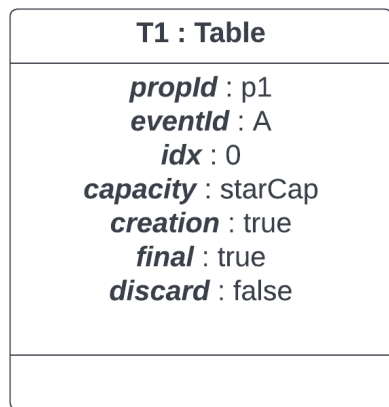 T1 : Table
propId : p1
eventId : A
idx : 0
capacity : starCap
creation : true
final : true
discard : false